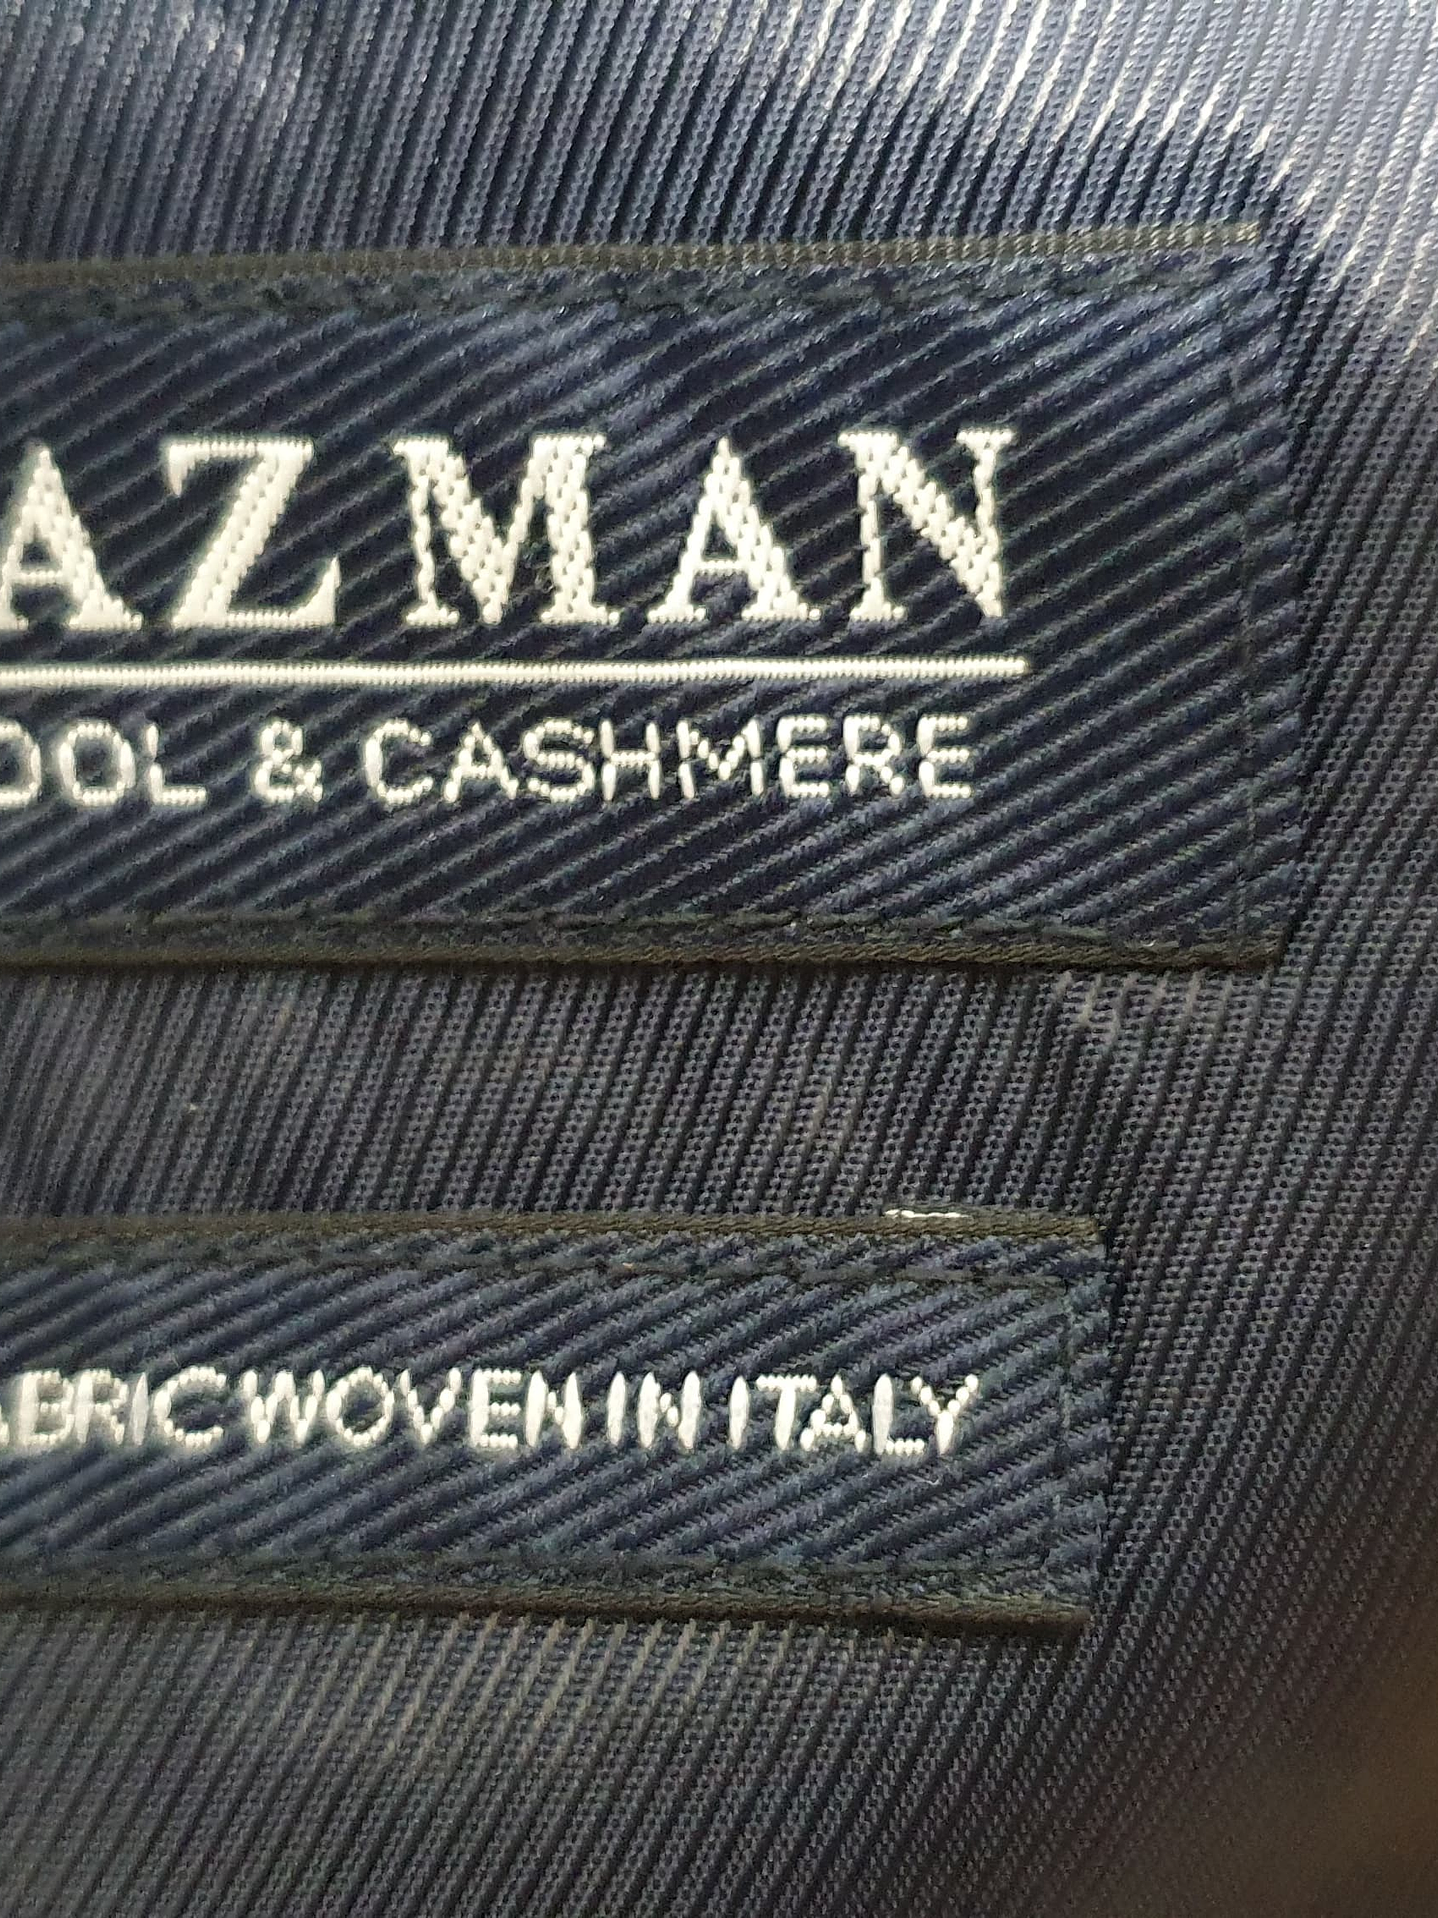 AZMAN
OOL & CASHMERE
ABRIC WOVEN IN ITALY